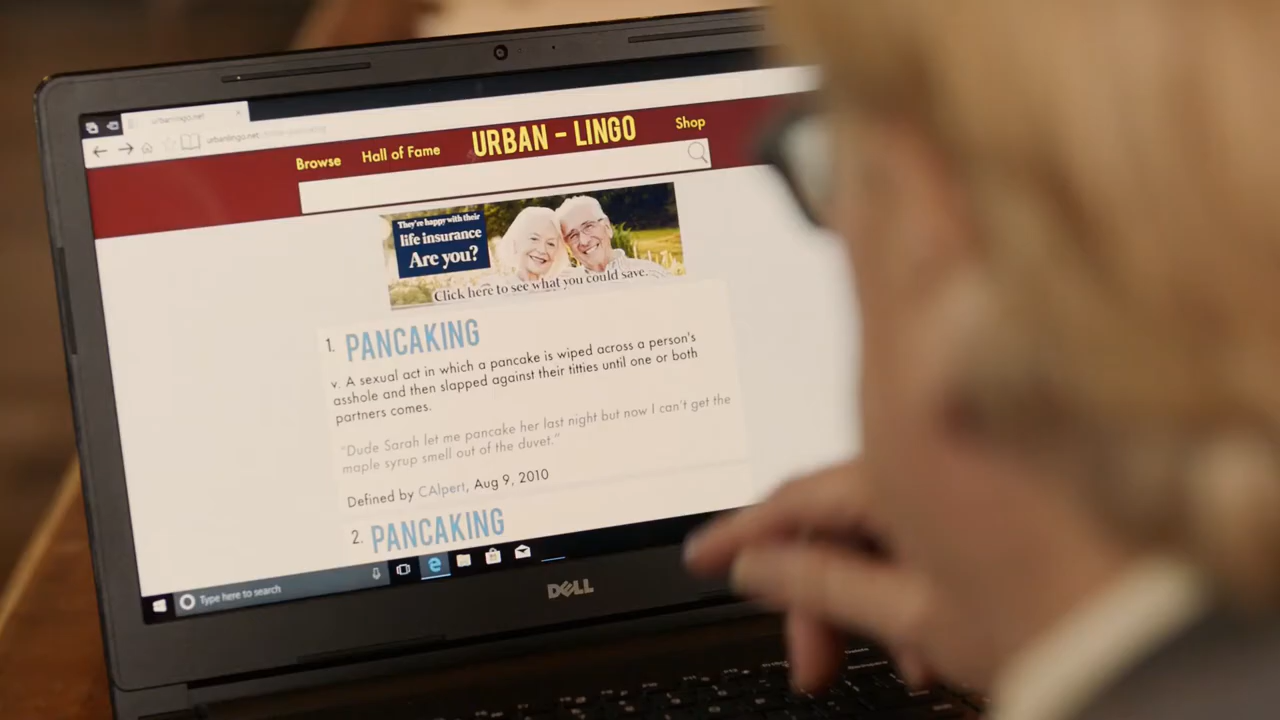 urbanlingo.net
urbanlingo.net
Browse
Hall of Fame
URBAN - LINGO
Shop
They're happy with their
life insurance
Are you?
Click here to see what you could save.
1. PANCAKING
v. A sexual act in which a pancake is wiped across a person's
asshole and then slapped against their titties until one or both
partners comes.
"Dude Sarah let me pancake her last night but now I can't get the
maple syrup smell out of the duvet."
Defined by CAlpert, Aug 9, 2010
2. PANCAKING
Type here to search
DELL